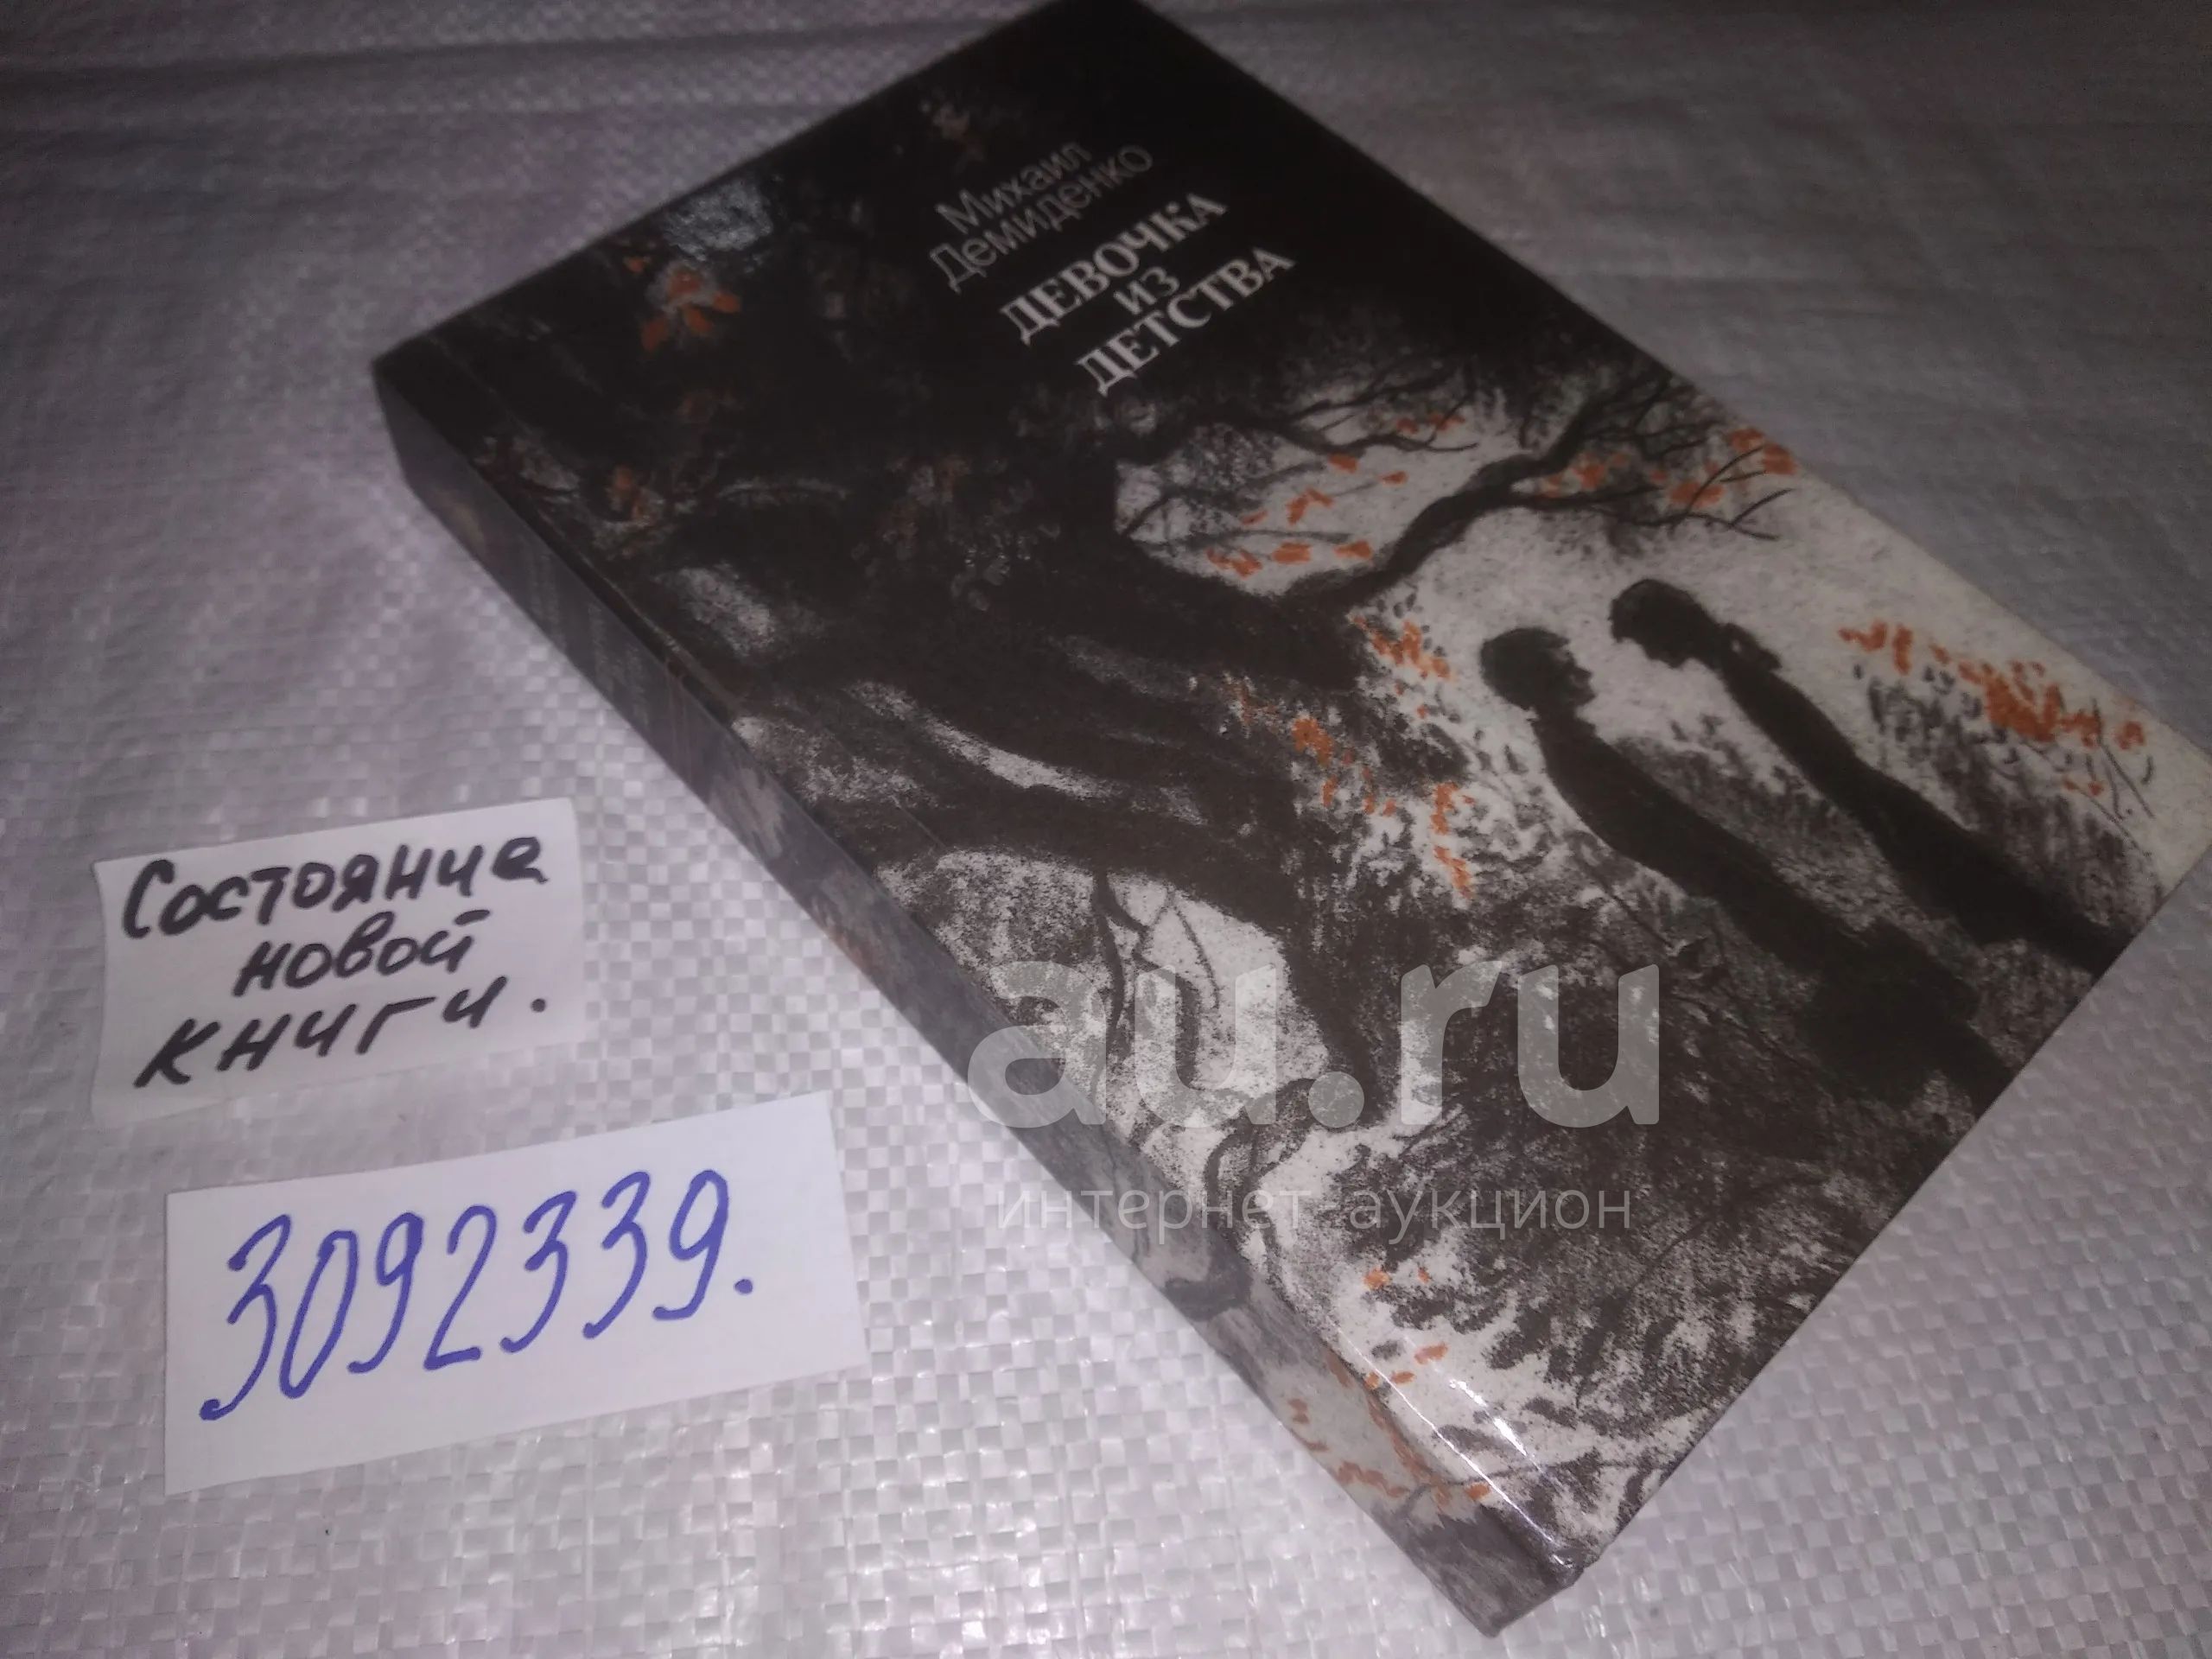 Михаил
Демиденко
ДЕВОЧКА
ИЗ
ДЕТСТВА
Состояние
новой
книги.
3092339.
au.ru
интернет-аукцион